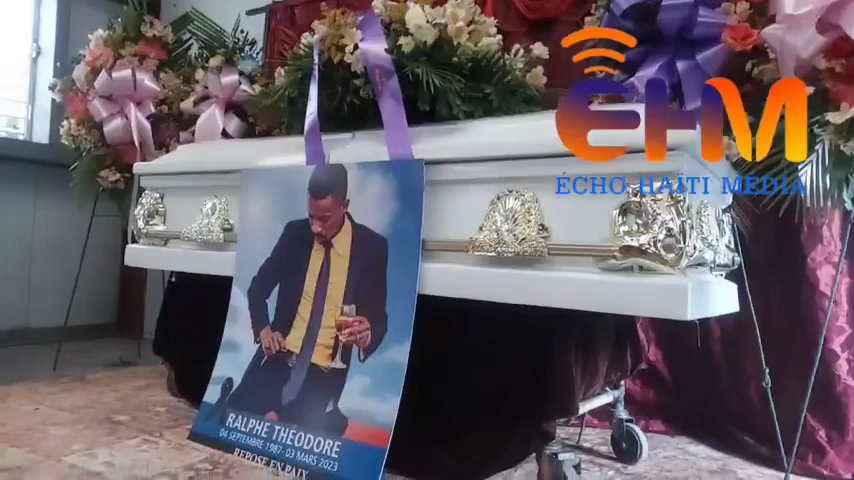 EHM
ÉCHO HAÏTI MEDIA
RALPHE THÉODORE
04 SEPTEMBRE 1987- 03 MARS 2023
REPOSE EN PAIX